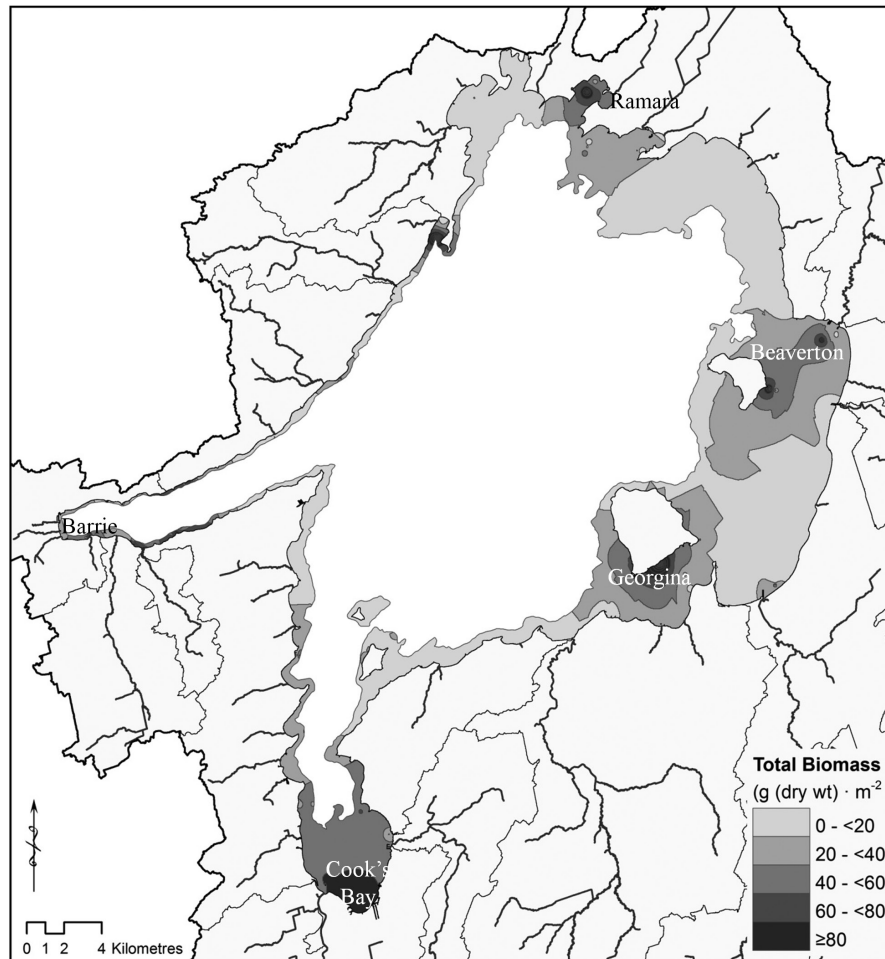 Ramara
Beaverton
Barrie
Georgina
Cook's
Bay
Total Biomass
(g (dry wt) · m⁻²
0 - <20
20 - <40
40 - <60
60 - <80
≥80
0 1 2 4 Kilometres